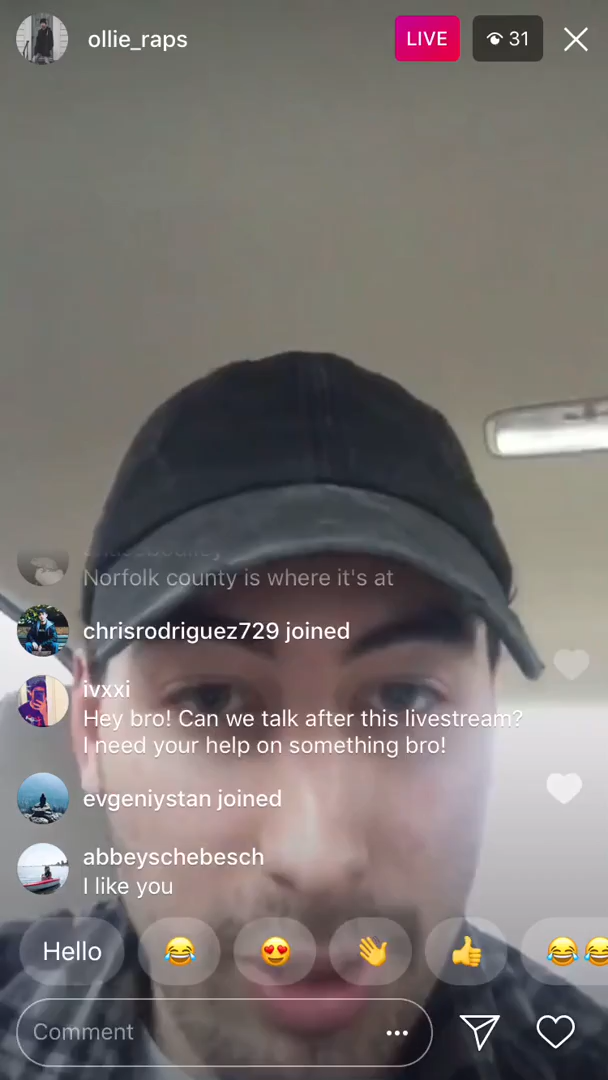 ollie_raps
LIVE
31
Norfolk county is where it's at
chrisrodriguez729 joined
ivxxi
Hey bro! Can we talk after this livestream?
I need your help on something bro!
evgeniystan joined
abbeyschebesch
I like you
Hello
Comment